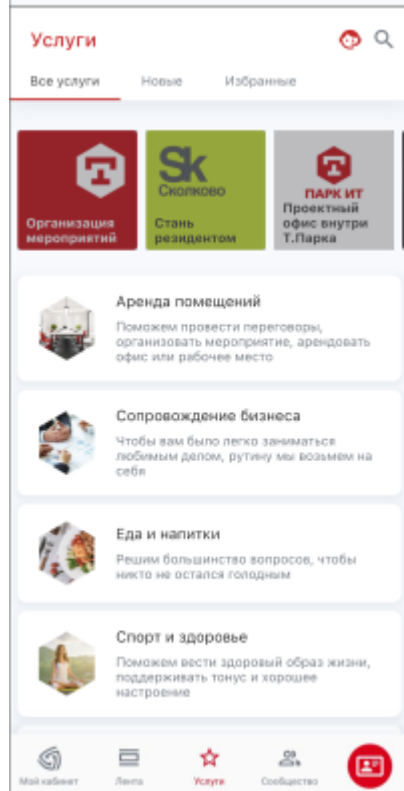 Услуги
Все услуги Новые Избранные
Организация
мероприятий
Sk
Сколково
Стань
резидентом
ПАРК ИТ
Проектный
офис внутри
Т.Парка
Аренда помещений
Поможем провести переговоры,
организовать мероприятие, арендовать
офис или рабочее место
Сопровождение бизнеса
Чтобы вам было легко заниматься
любимым делом, рутину мы возьмем на
себя
Еда и напитки
Решим большинство вопросов, чтобы
никто не остался голодным
Спорт и здоровье
Поможем вести здоровый образ жизни,
поддерживать тонус и хорошее
настроение
Мой кабинет Лента Услуги Сообщество